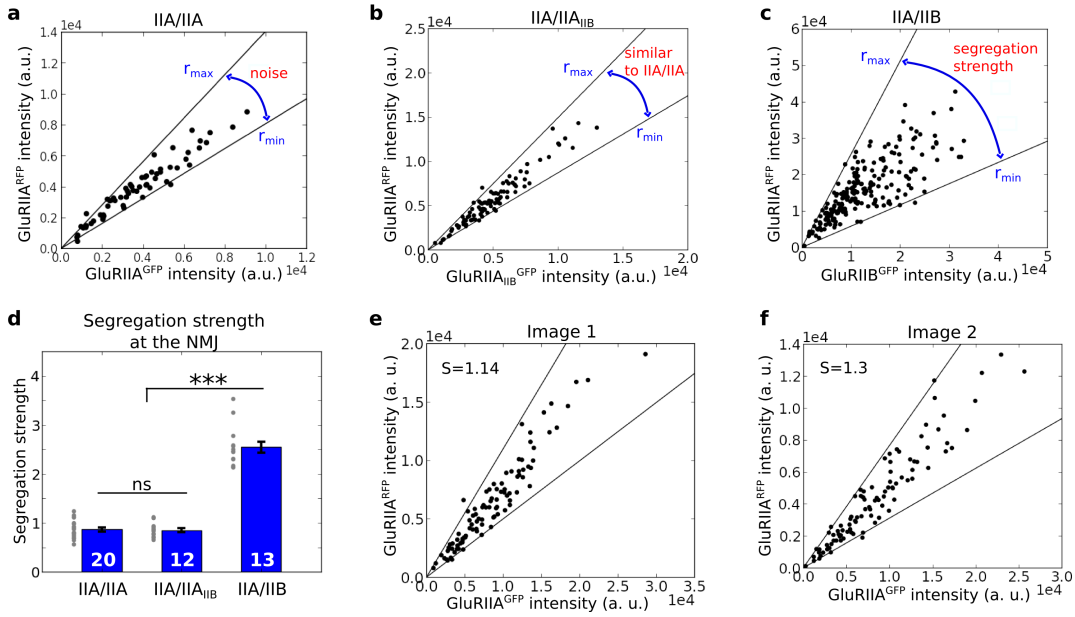 a
IIA/IIA
1e4
1.4
1.2
1.0
0.8
0.6
0.4
0.2
0.0
0.0 0.2 0.4 0.6 0.8 1.0 1.2
1e4
GluRIIA^RFP intensity (a.u.)
GluRIIA^GFP intensity (a.u.)
r_max
noise
r_min
b
IIA/IIA_IIB
1e4
2.5
2.0
1.5
1.0
0.5
0.0
0.0 0.5 1.0 1.5 2.0
1e4
GluRIIA^RFP intensity (a.u.)
GluRIIA_IIB^GFP intensity (a.u.)
r_max
similar
to IIA/IIA
r_min
c
IIA/IIB
1e4
6
5
4
3
2
1
0
0 1 2 3 4 5
1e4
GluRIIA^RFP intensity (a.u.)
GluRIIB^GFP intensity (a.u.)
r_max
segregation
strength
r_min
d
Segregation strength
at the NMJ
Segregation strength
4
3
2
1
0
ns
***
20
12
13
IIA/IIA
IIA/IIA_IIB
IIA/IIB
e
Image 1
1e4
2.0
1.5
1.0
0.5
0.0
0.0 0.5 1.0 1.5 2.0 2.5 3.0 3.5
1e4
S=1.14
GluRIIA^RFP intensity (a. u.)
GluRIIA^GFP intensity (a. u.)
f
Image 2
1e4
1.4
1.2
1.0
0.8
0.6
0.4
0.2
0.0
0.0 0.5 1.0 1.5 2.0 2.5 3.0
1e4
S=1.3
GluRIIA^RFP intensity (a. u.)
GluRIIA^GFP intensity (a. u.)